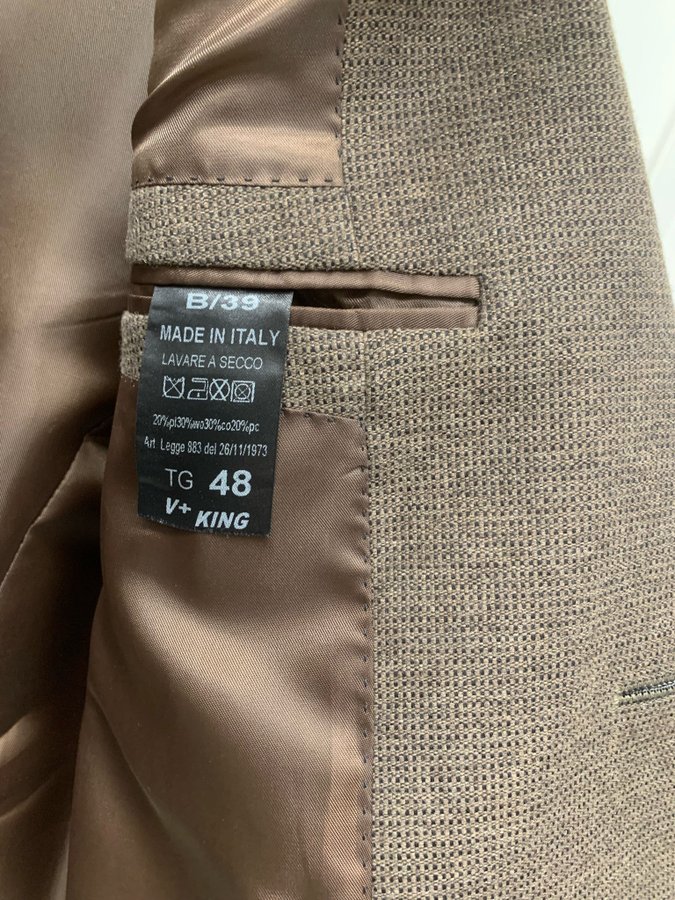 B/39
MADE IN ITALY
LAVARE A SECCO
20%pl30%wo30%co20%pc
Art Legge 883 del 26/11/1973
TG 48
V+ KING